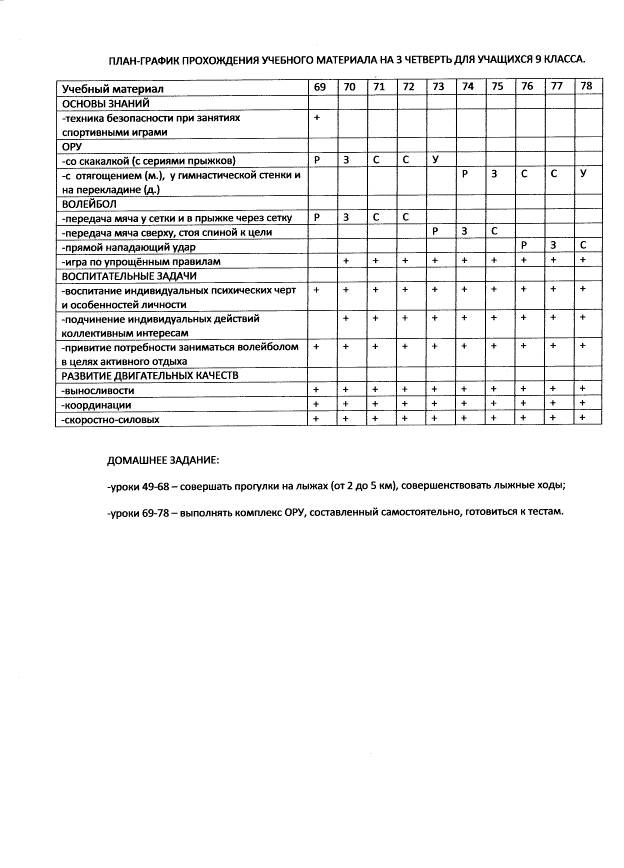 ПЛАН-ГРАФИК ПРОХОЖДЕНИЯ УЧЕБНОГО МАТЕРИАЛА НА 3 ЧЕТВЕРТЬ ДЛЯ УЧАЩИХСЯ 9 КЛАССА.
Учебный материал 69 70 71 72 73 74 75 76 77 78
ОСНОВЫ ЗНАНИЙ
-техника безопасности при занятиях +
спортивными играми
ОРУ
-со скакалкой (с сериями прыжков) Р З С С У
-с отягощением (м.), у гимнастической стенки и Р З С С У
на перекладине (д.)
ВОЛЕЙБОЛ
-передача мяча у сетки и в прыжке через сетку Р З С С
-передача мяча сверху, стоя спиной к цели Р З С
-прямой нападающий удар Р З С
-игра по упрощённым правилам + + + + + + + + +
ВОСПИТАТЕЛЬНЫЕ ЗАДАЧИ
-воспитание индивидуальных психических черт + + + + + + + + + +
и особенностей личности
-подчинение индивидуальных действий + + + + + + + + +
коллективным интересам
-привитие потребности заниматься волейболом + + + + + + + + + +
в целях активного отдыха
РАЗВИТИЕ ДВИГАТЕЛЬНЫХ КАЧЕСТВ
-выносливости + + + + + + + + + +
-координации + + + + + + + + + +
-скоростно-силовых + + + + + + + + + +
ДОМАШНЕЕ ЗАДАНИЕ:
-уроки 49-68 – совершать прогулки на лыжах (от 2 до 5 км), совершенствовать лыжные ходы;
-уроки 69-78 – выполнять комплекс ОРУ, составленный самостоятельно, готовиться к тестам.